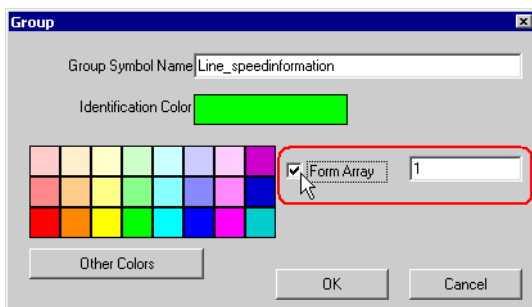 Group
Group Symbol Name Line_speedinformation
Identification Color
Form Array 1
Other Colors
OK Cancel